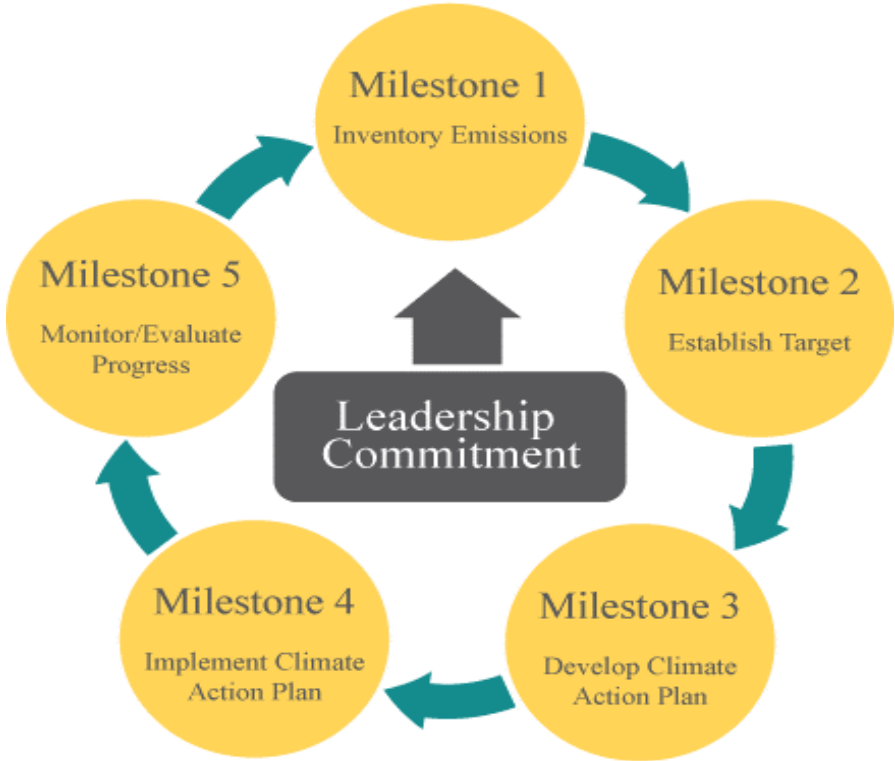 Milestone 1
Inventory Emissions
Milestone 2
Establish Target
Milestone 3
Develop Climate
Action Plan
Milestone 4
Implement Climate
Action Plan
Milestone 5
Monitor/Evaluate
Progress
Leadership
Commitment